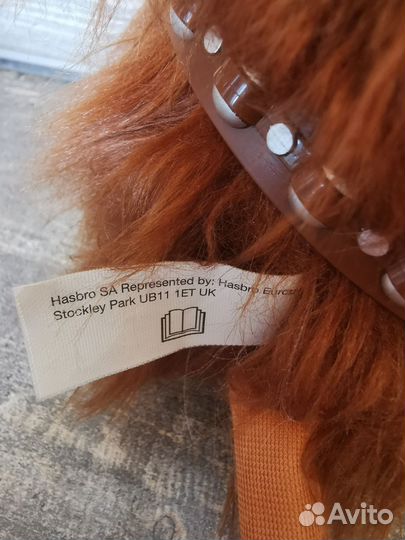 Hasbro SA Represented by: Hasbro
Stockley Park UB11 1ET UK
Avito